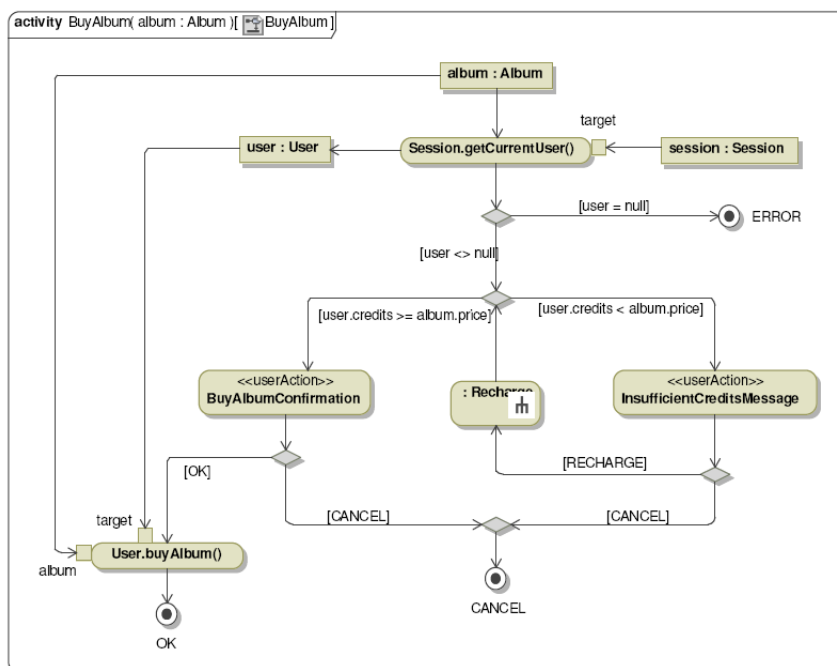 activity BuyAlbum( album : Album )[ BuyAlbum ]
album : Album
target
user : User
Session.getCurrentUser()
session : Session
[user = null]
ERROR
[user <> null]
[user.credits >= album.price]
[user.credits < album.price]
<<userAction>>
BuyAlbumConfirmation
: Recharge
<<userAction>>
InsufficientCreditsMessage
[OK]
[RECHARGE]
[CANCEL]
[CANCEL]
target
User.buyAlbum()
album
CANCEL
OK